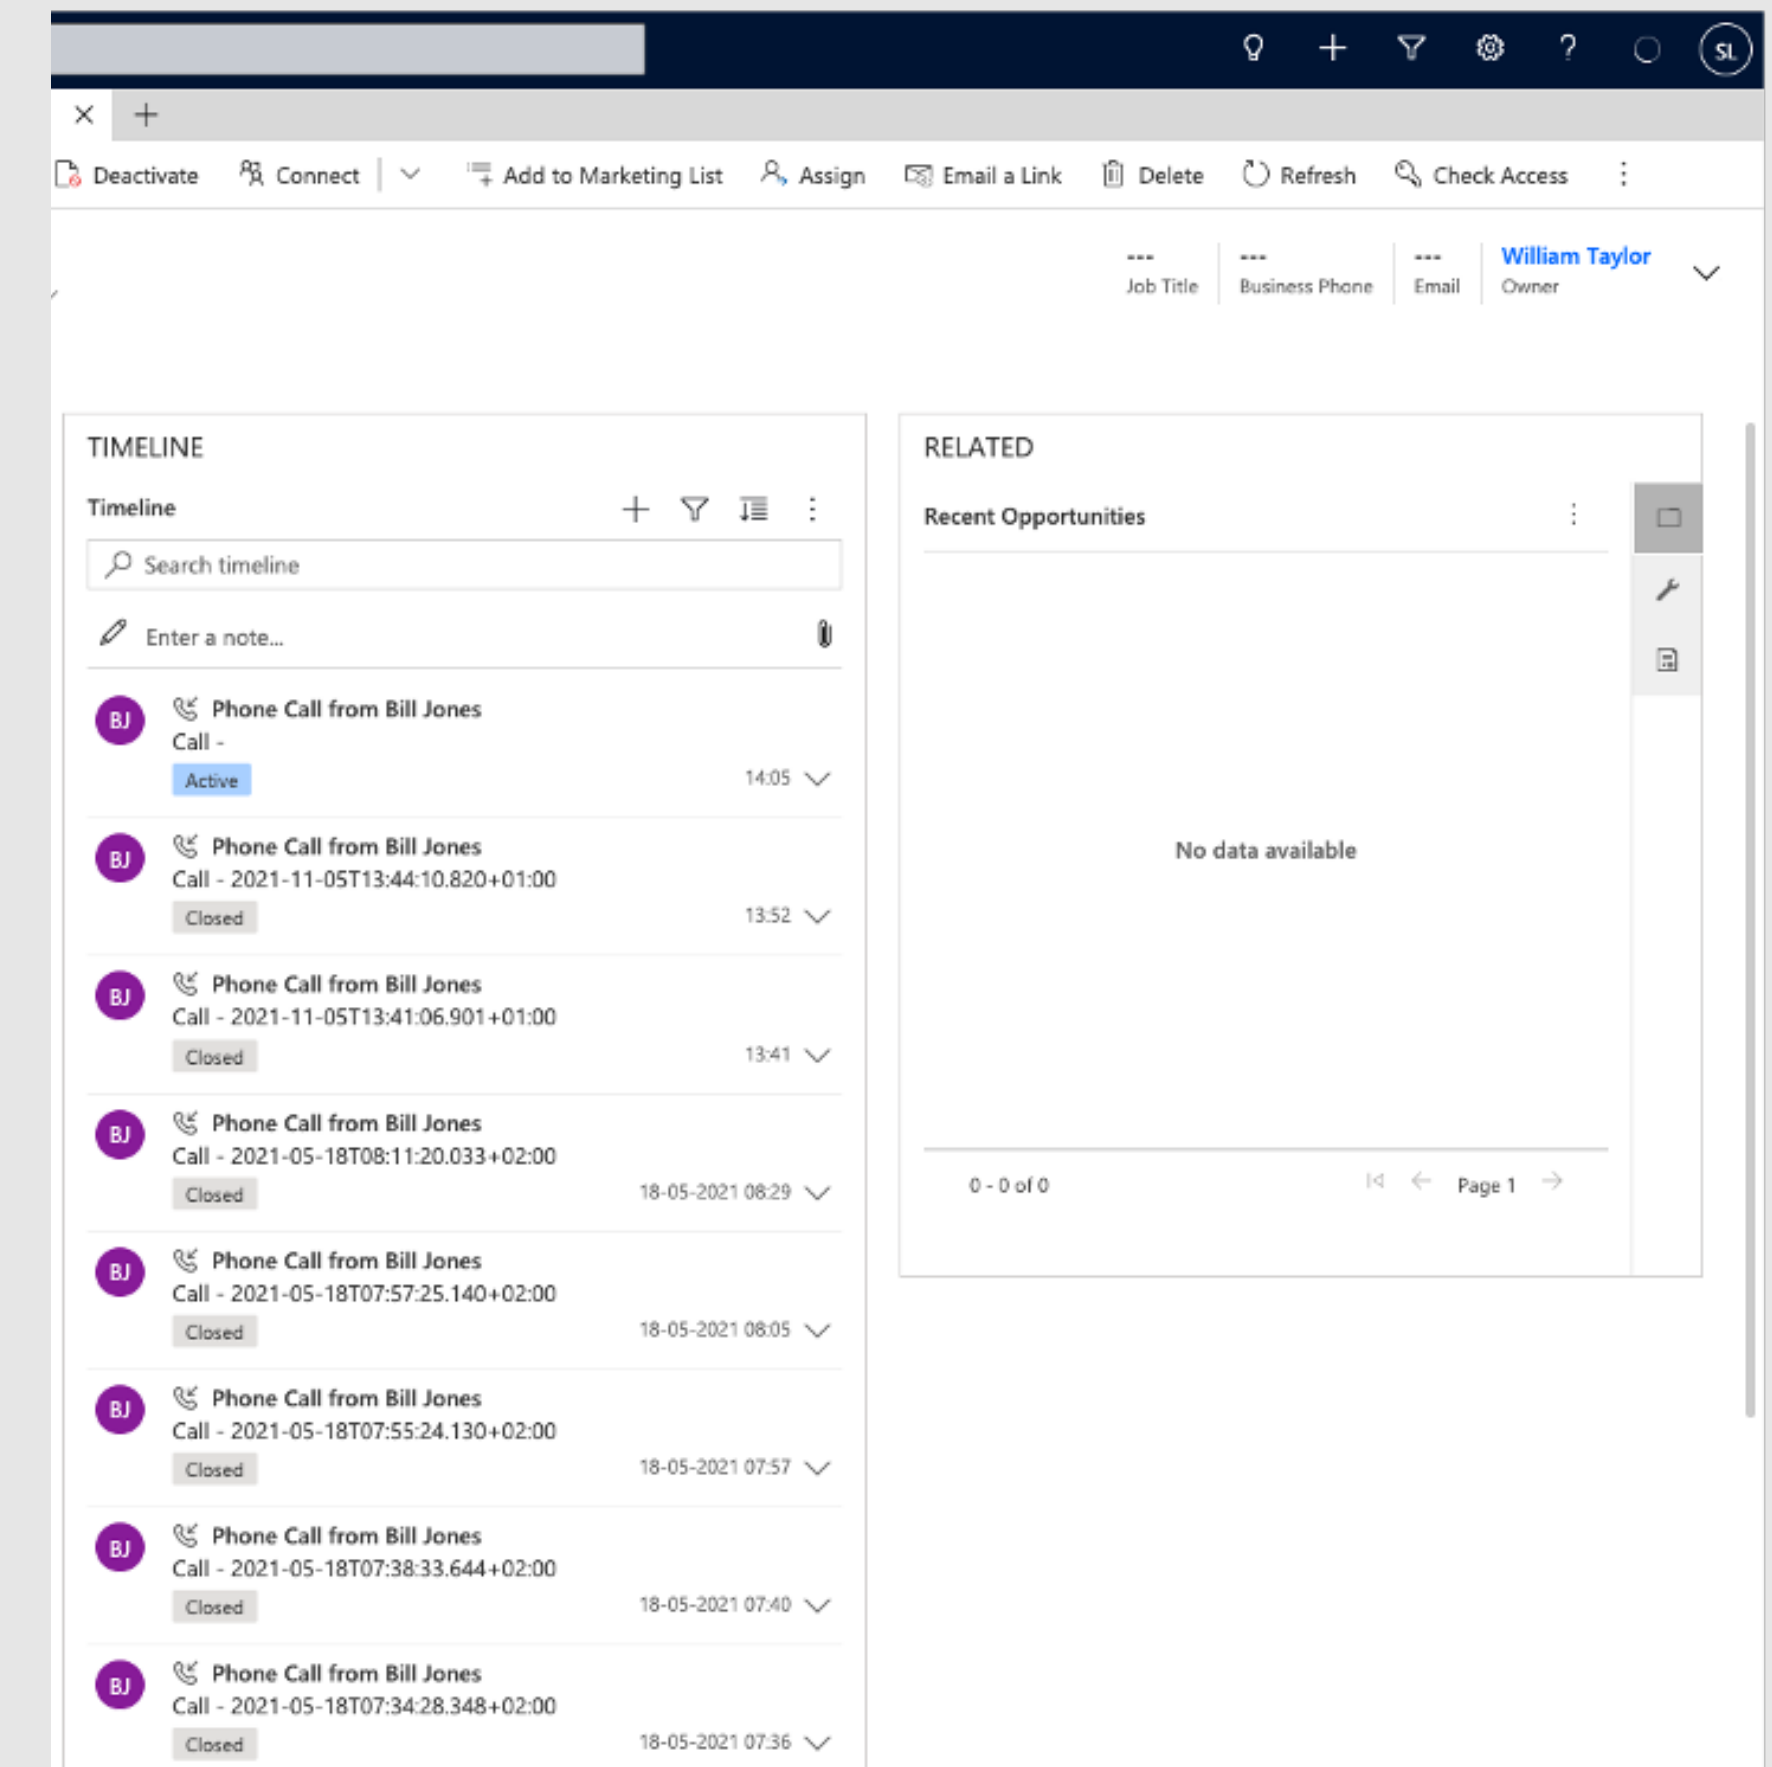 SL
Deactivate Connect Add to Marketing List Assign Email a Link Delete Refresh Check Access
--- --- --- William Taylor
Job Title Business Phone Email Owner
TIMELINE
Timeline
Search timeline
Enter a note...
BJ Phone Call from Bill Jones
Call -
Active 14:05
BJ Phone Call from Bill Jones
Call - 2021-11-05T13:44:10.820+01:00
Closed 13:52
BJ Phone Call from Bill Jones
Call - 2021-11-05T13:41:06.901+01:00
Closed 13:41
BJ Phone Call from Bill Jones
Call - 2021-05-18T08:11:20.033+02:00
Closed 18-05-2021 08:29
BJ Phone Call from Bill Jones
Call - 2021-05-18T07:57:25.140+02:00
Closed 18-05-2021 08:05
BJ Phone Call from Bill Jones
Call - 2021-05-18T07:55:24.130+02:00
Closed 18-05-2021 07:57
BJ Phone Call from Bill Jones
Call - 2021-05-18T07:38:33.644+02:00
Closed 18-05-2021 07:40
BJ Phone Call from Bill Jones
Call - 2021-05-18T07:34:28.348+02:00
Closed 18-05-2021 07:36
RELATED
Recent Opportunities
No data available
0 - 0 of 0 Page 1